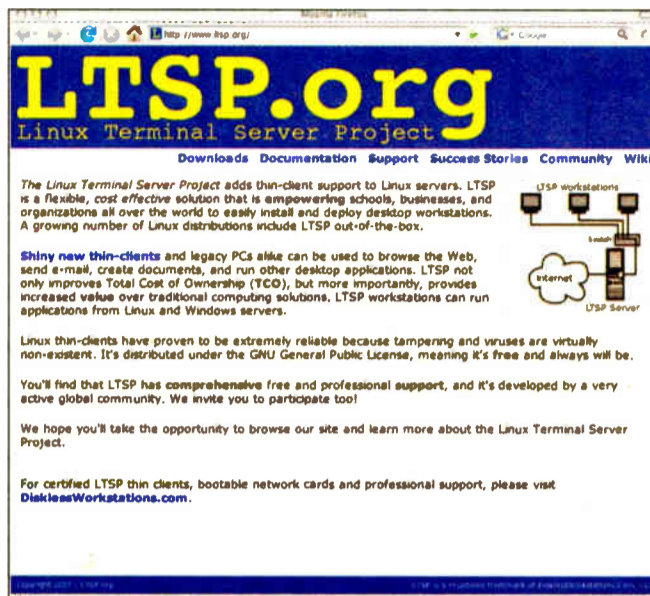 Mozilla Firefox
http://www.ltsp.org/
Google
LTSP.org
Linux Terminal Server Project
Downloads Documentation Support Success Stories Community Wiki
The Linux Terminal Server Project adds thin-client support to Linux servers. LTSP
is a flexible, cost effective solution that is empowering schools, businesses, and
organizations all over the world to easily install and deploy desktop workstations.
A growing number of Linux distributions include LTSP out-of-the-box.
LTSP workstations
Switch
Internet
LTSP Server
Shiny new thin-clients and legacy PCs alike can be used to browse the Web,
send e-mail, create documents, and run other desktop applications. LTSP not
only improves Total Cost of Ownership (TCO), but more importantly, provides
increased value over traditional computing solutions. LTSP workstations can run
applications from Linux and Windows servers.
Linux thin-clients have proven to be extremely reliable because tampering and viruses are virtually
non-existent. It's distributed under the GNU General Public License, meaning it's free and always will be.
You'll find that LTSP has comprehensive free and professional support, and it's developed by a very
active global community. We invite you to participate too!
We hope you'll take the opportunity to browse our site and learn more about the Linux Terminal Server
Project.
For certified LTSP thin clients, bootable network cards and professional support, please visit
DisklessWorkstations.com.